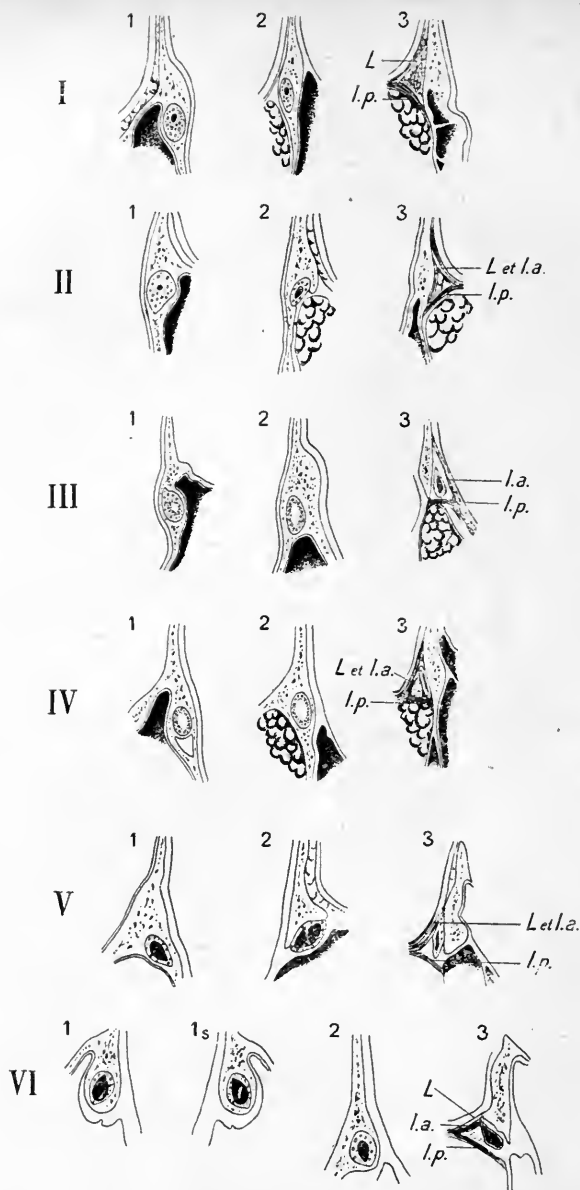 1 2 3
I
L
l.p.
1 2 3
II
L et l.a.
l.p.
1 2 3
III
l.a.
l.p.
1 2 3
IV
L et l.a.
l.p.
1 2 3
V
L et l.a.
l.p.
1 1s 2 3
VI
L
l.a.
l.p.